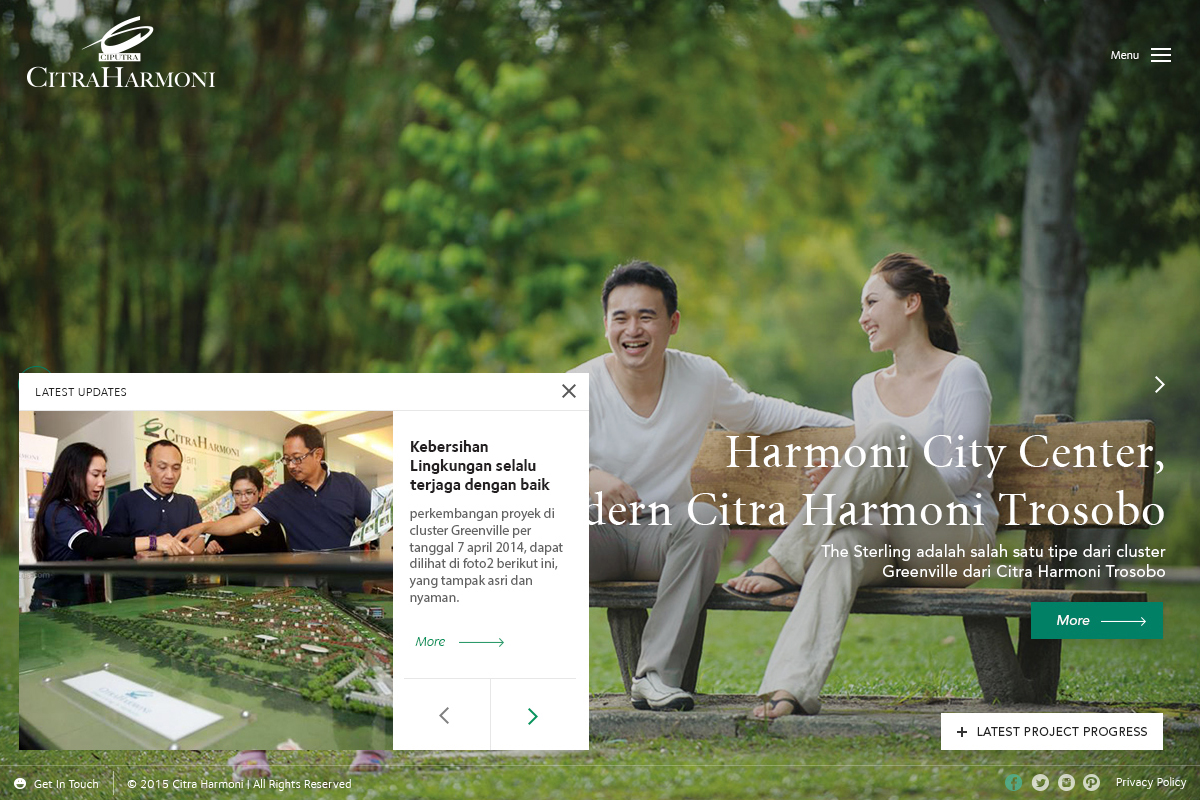 CIPUTRA
CITRAHARMONI
Menu
LATEST UPDATES
CITRAHARMONI
Kebersihan
Lingkungan selalu
terjaga dengan baik
perkembangan proyek di
cluster Greenville per
tanggal 7 april 2014, dapat
dilihat di foto2 berikut ini,
yang tampak asri dan
nyaman.
More
Harmoni City Center,
dern Citra Harmoni Trosobo
The Sterling adalah salah satu tipe dari cluster
Greenville dari Citra Harmoni Trosobo
More
+ LATEST PROJECT PROGRESS
Get In Touch
© 2015 Citra Harmoni | All Rights Reserved
Privacy Policy